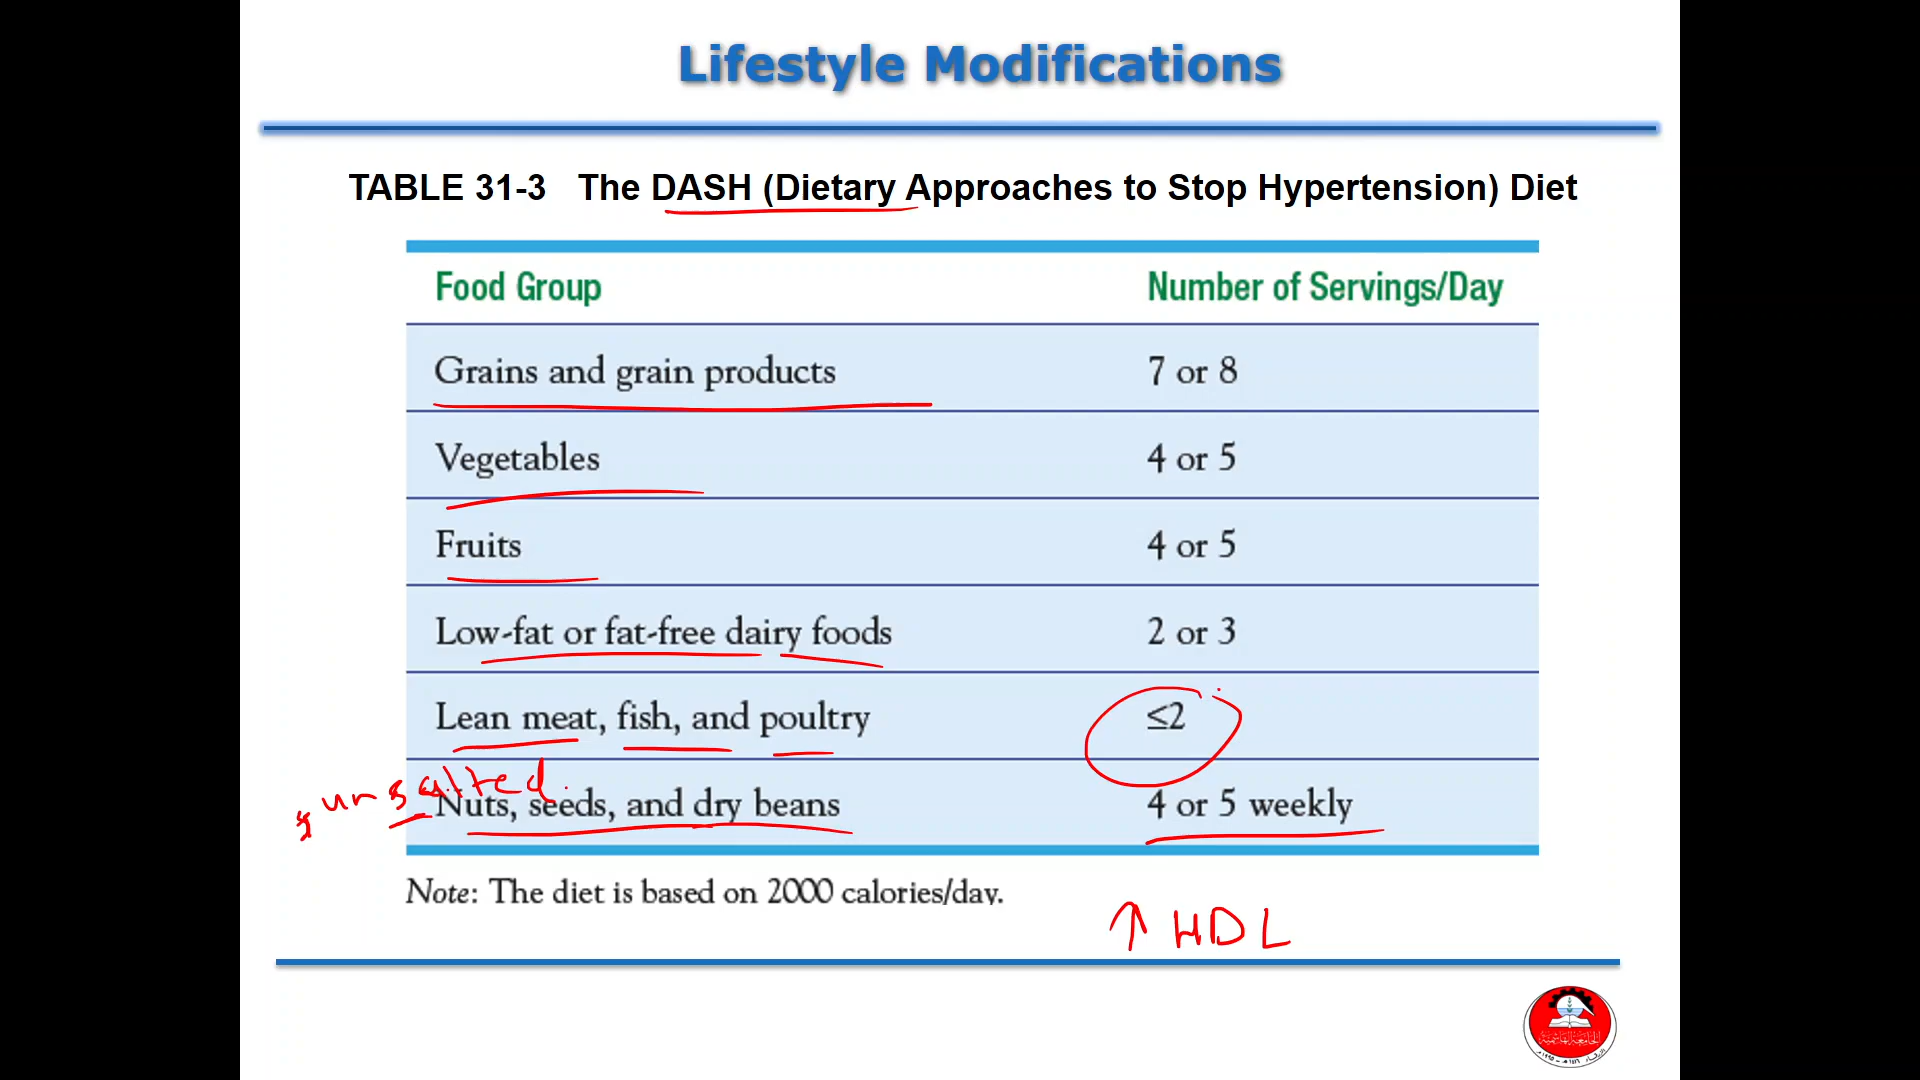 Lifestyle Modifications
TABLE 31-3 The DASH (Dietary Approaches to Stop Hypertension) Diet
Food Group Number of Servings/Day
Grains and grain products 7 or 8
Vegetables 4 or 5
Fruits 4 or 5
Low-fat or fat-free dairy foods 2 or 3
Lean meat, fish, and poultry ≤2
unsalted
Nuts, seeds, and dry beans 4 or 5 weekly
Note: The diet is based on 2000 calories/day.
↑ HDL
الجامعة الهاشمية